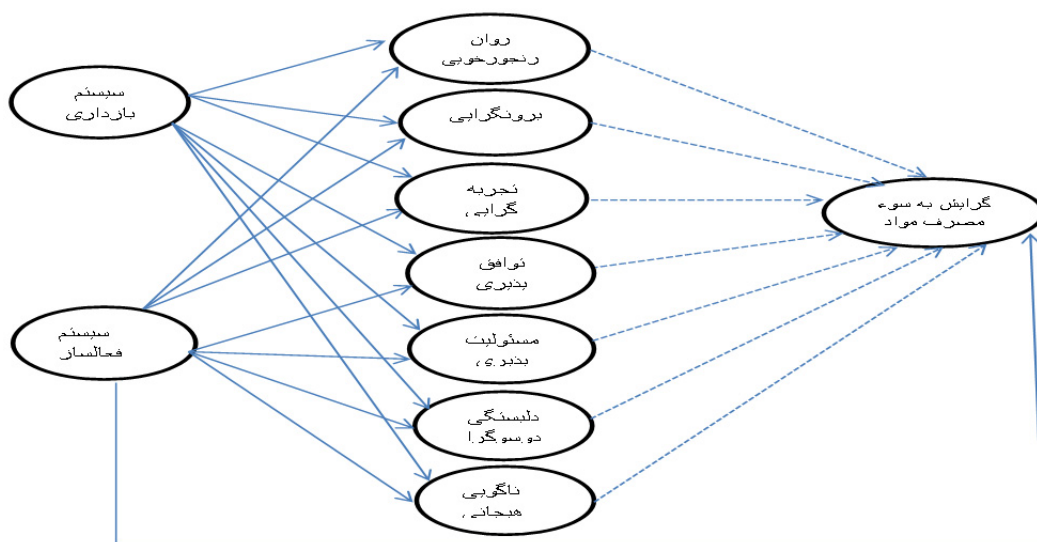 روان
رنجورخویی
سیستم
بازداری
برونگرایی
تجربه
گرایی
گرایش به سوء
مصرف مواد
توافق
پذیری
سیستم
فعالساز
مسئولیت
پذیری
دلبستگی
دوسوگرا
ناگویی
هیجانی